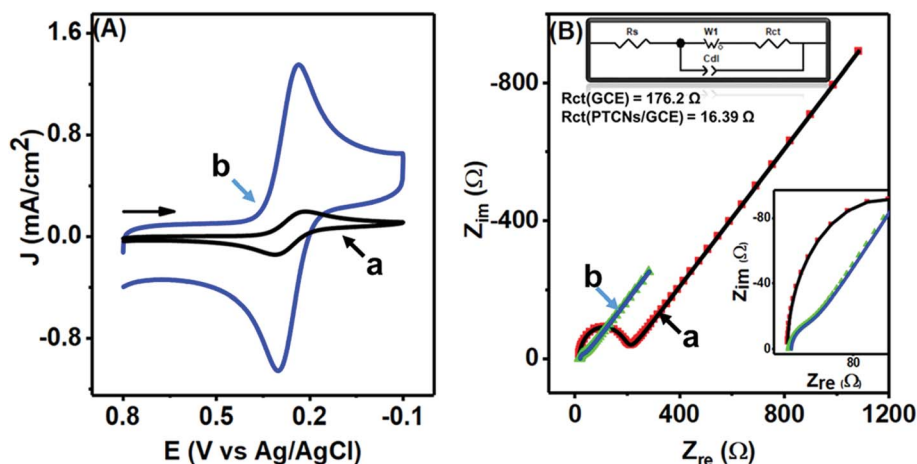 (A)
1.6
0.8
0.0
-0.8
J (mA/cm²)
b
a
0.8
0.5
0.2
-0.1
E (V vs Ag/AgCl)
(B)
-800
-400
0
Zim (Ω)
Rs
W1
Rct
Cdl
Rct(GCE) = 176.2 Ω
Rct(PTCNs/GCE) = 16.39 Ω
b
a
-80
-40
0
Zim (Ω)
80
Zre (Ω)
0
400
800
1200
Zre (Ω)